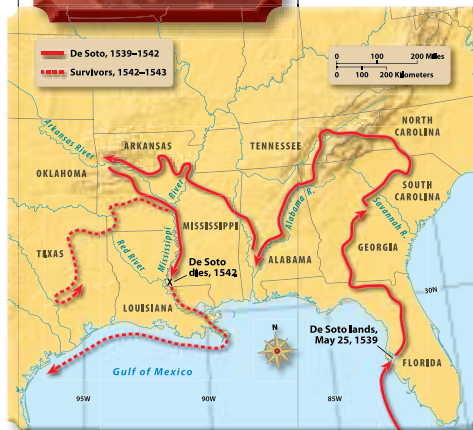 De Soto, 1539–1542
Survivors, 1542–1543
0 100 200 Miles
0 100 200 Kilometers
NORTH
CAROLINA
Arkansas River
ARKANSAS
TENNESSEE
OKLAHOMA
SOUTH
CAROLINA
River
Mississippi
MISSISSIPPI
Alabama R.
Savannah R.
GEORGIA
TEXAS
Red River
De Soto
dies, 1542
ALABAMA
LOUISIANA
30N
N
De Soto lands,
May 25, 1539
FLORIDA
Gulf of Mexico
95W
90W
85W